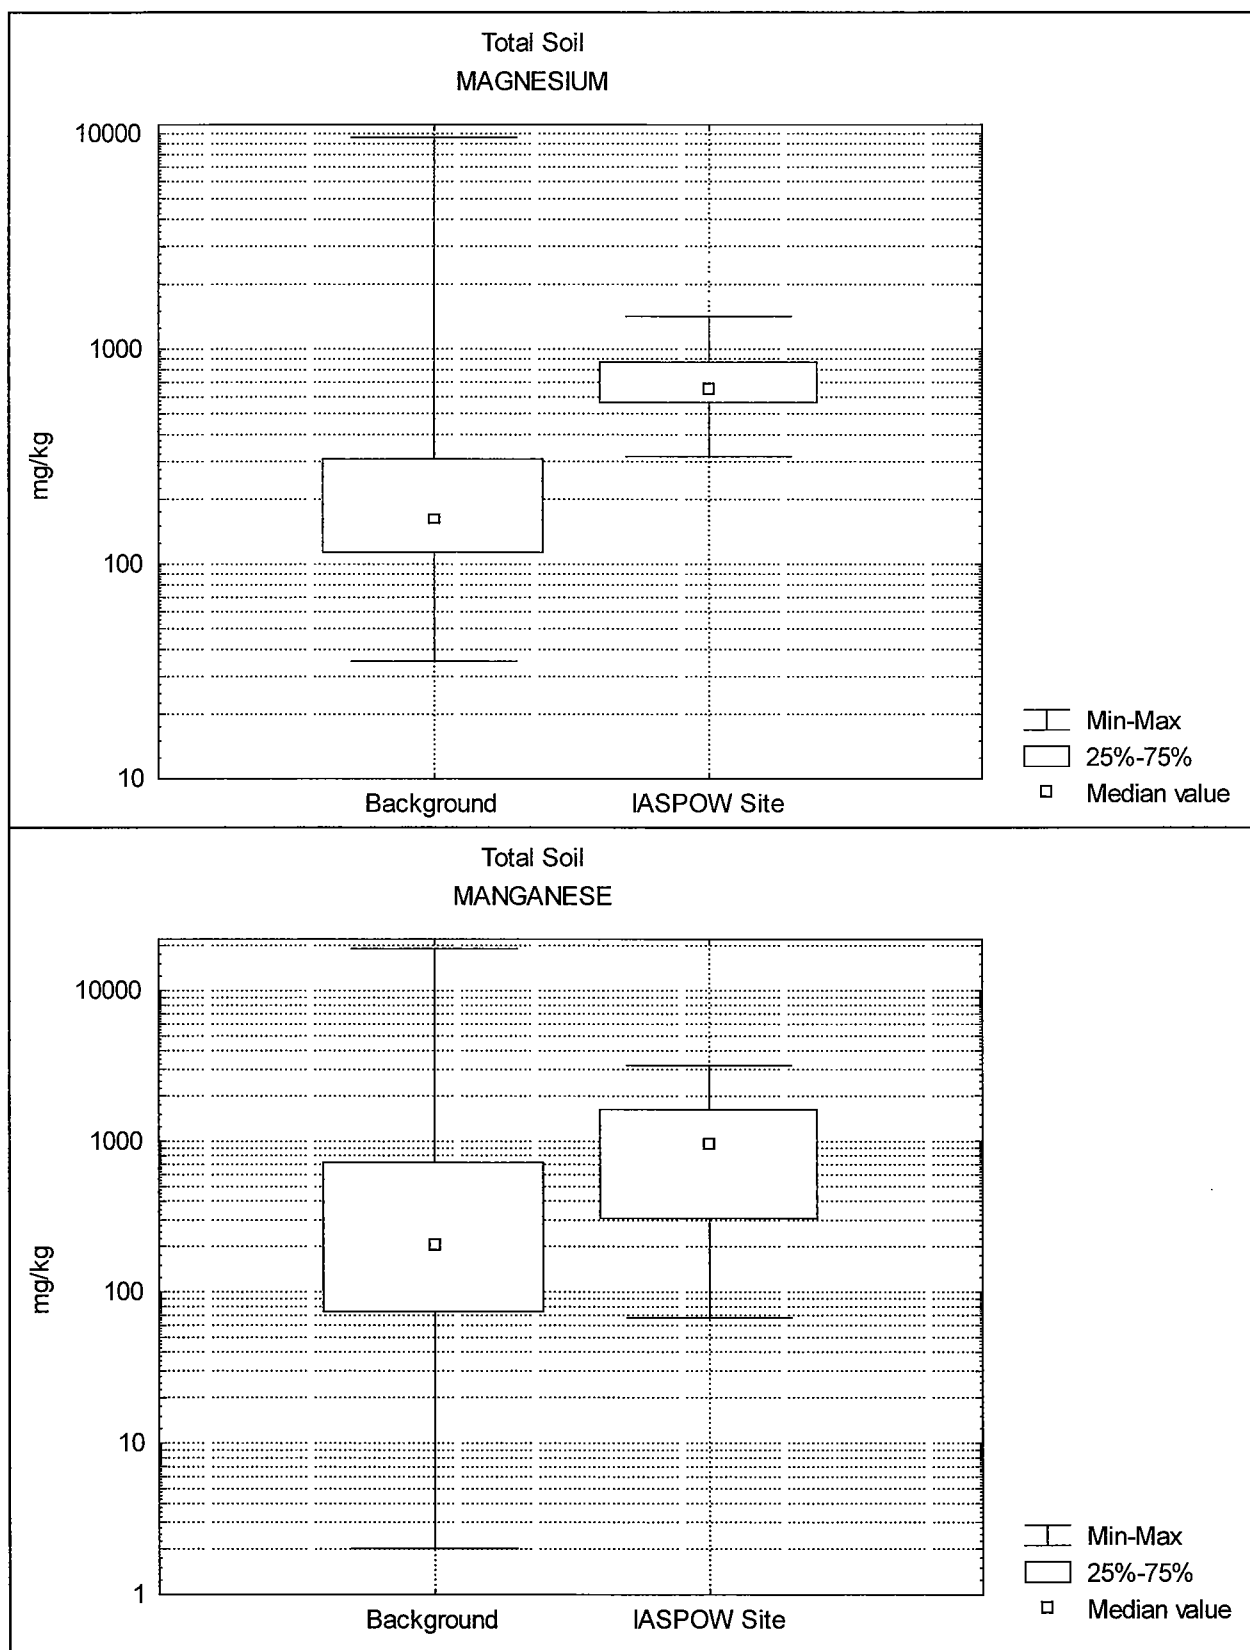 Total Soil
MAGNESIUM
mg/kg
10000
1000
100
10
Background
IASPOW Site
Min-Max
25%-75%
Median value
Total Soil
MANGANESE
mg/kg
10000
1000
100
10
1
Background
IASPOW Site
Min-Max
25%-75%
Median value